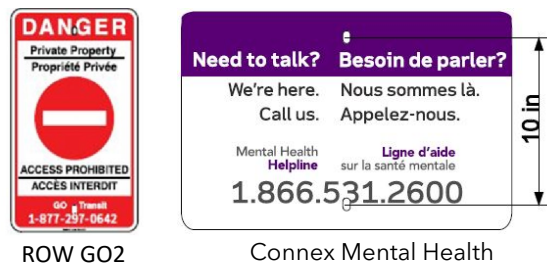 DANGER
Private Property
Propriété Privée
ACCESS PROHIBITED
ACCÈS INTERDIT
GO Transit
1-877-297-0642
ROW GO2
Need to talk? Besoin de parler?
We're here. Nous sommes là.
Call us. Appelez-nous.
Mental Health Ligne d'aide
Helpline sur la santé mentale
1.866.531.2600
10 in
Connex Mental Health